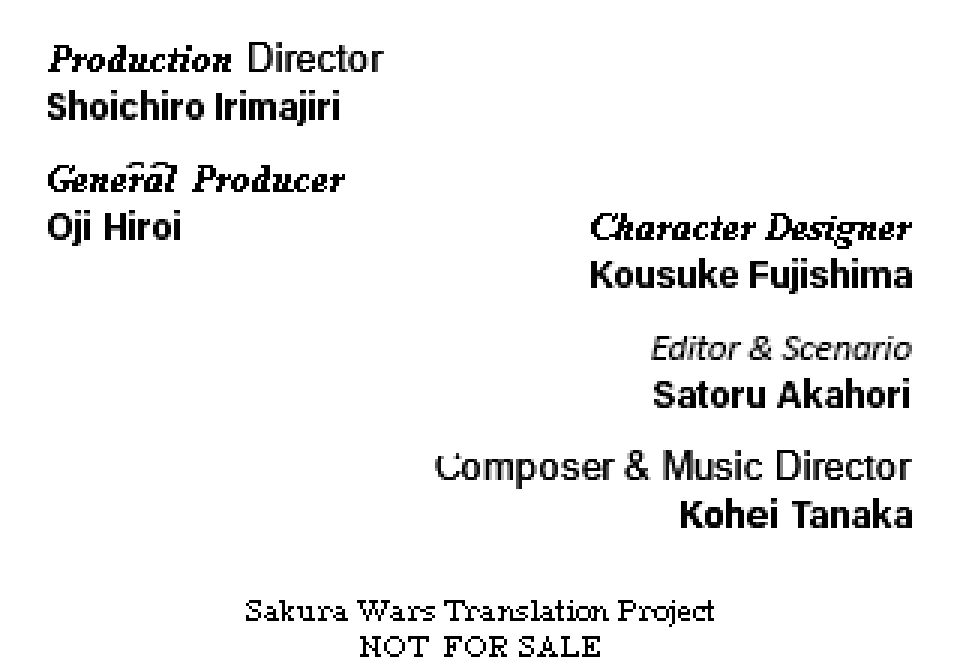 Production Director
Shoichiro Irimajiri
General Producer
Oji Hiroi
Character Designer
Kousuke Fujishima
Editor & Scenario
Satoru Akahori
Composer & Music Director
Kohei Tanaka
Sakura Wars Translation Project
NOT FOR SALE